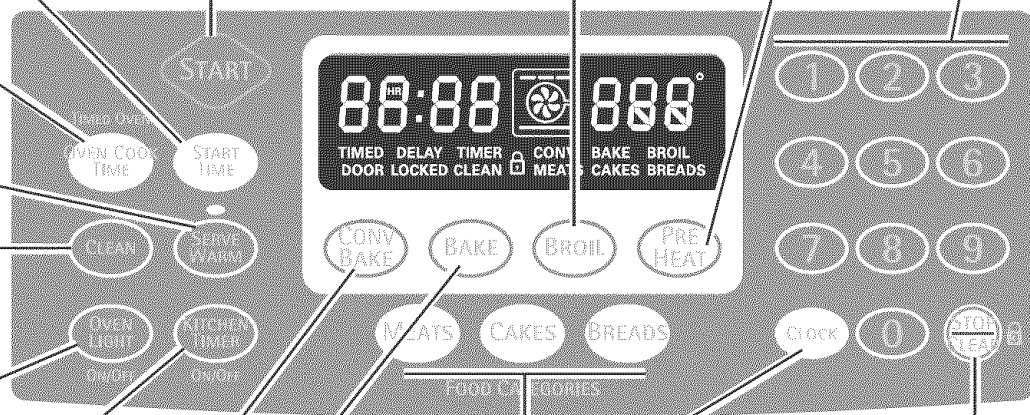 START
TIMED OVEN
OVEN COOK TIME
START TIME
CLEAN
SERVE WARM
OVEN LIGHT
ON/OFF
KITCHEN TIMER
ON/OFF
88:88
HR
888°
TIMED DELAY TIMER CONV BAKE BROIL
DOOR LOCKED CLEAN MEATS CAKES BREADS
CONV BAKE
BAKE
BROIL
PRE HEAT
MEATS
CAKES
BREADS
FOOD CATEGORIES
1 2 3
4 5 6
7 8 9
CLOCK
0
STOP
CLEAR